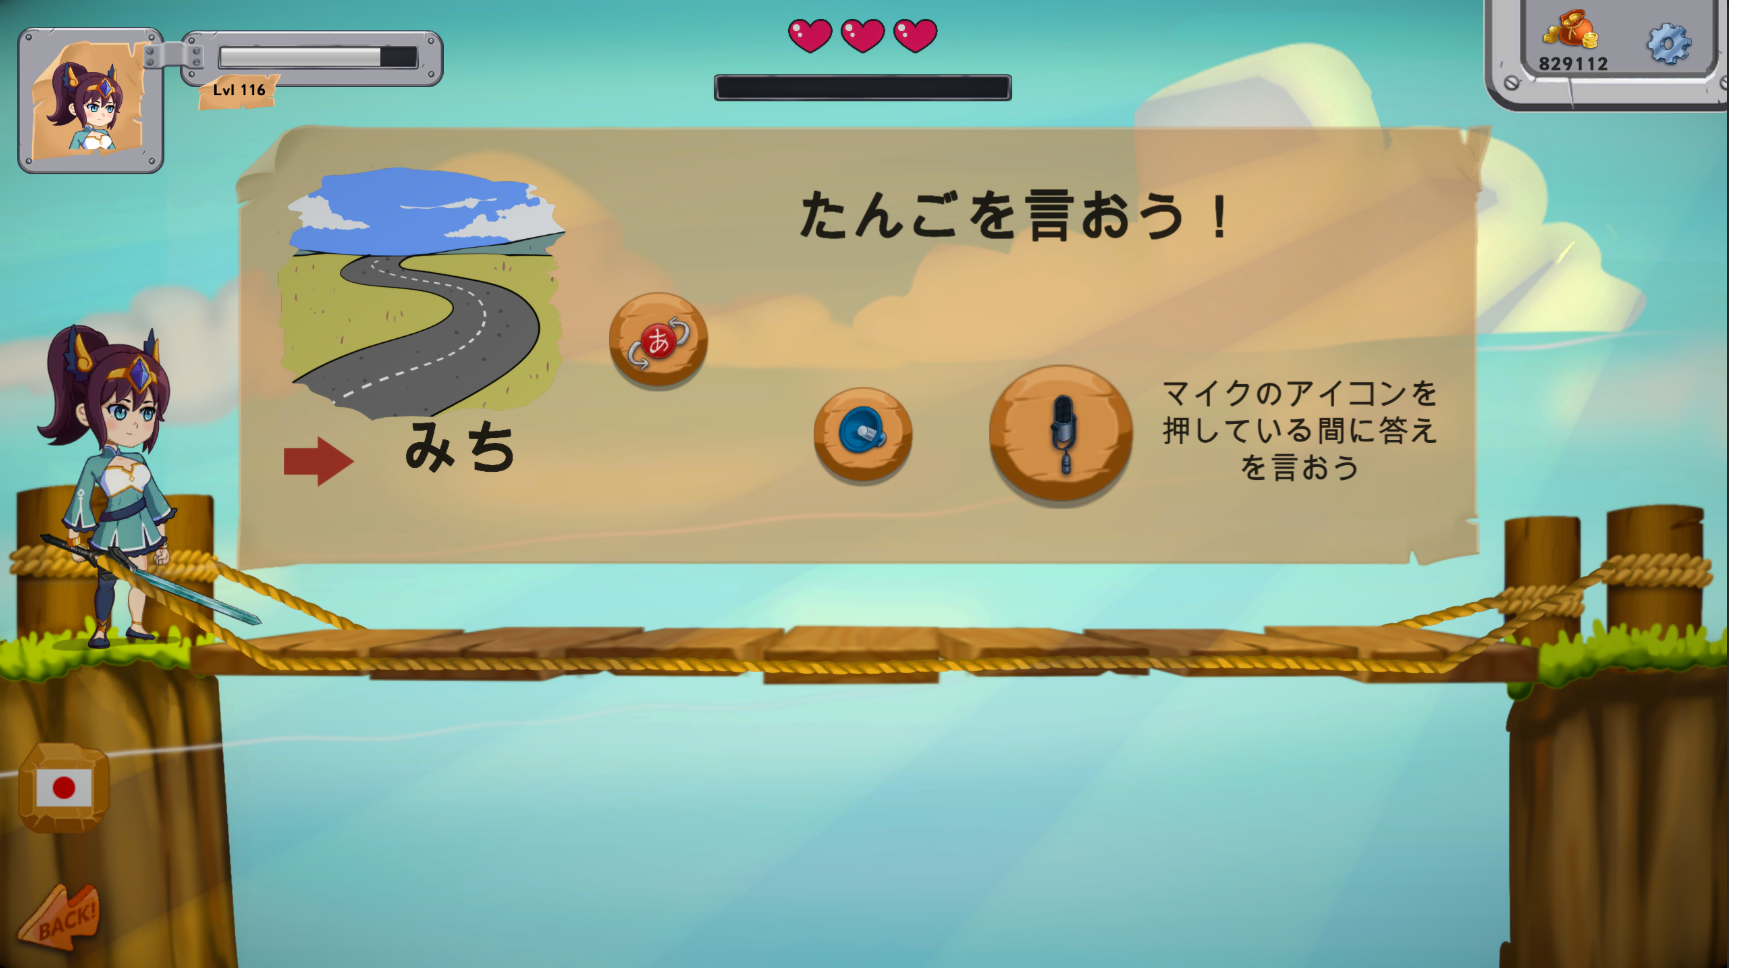 Lvl 116
829112
たんごを言おう！
あ
みち
マイクのアイコンを
押している間に答え
を言おう
BACK!